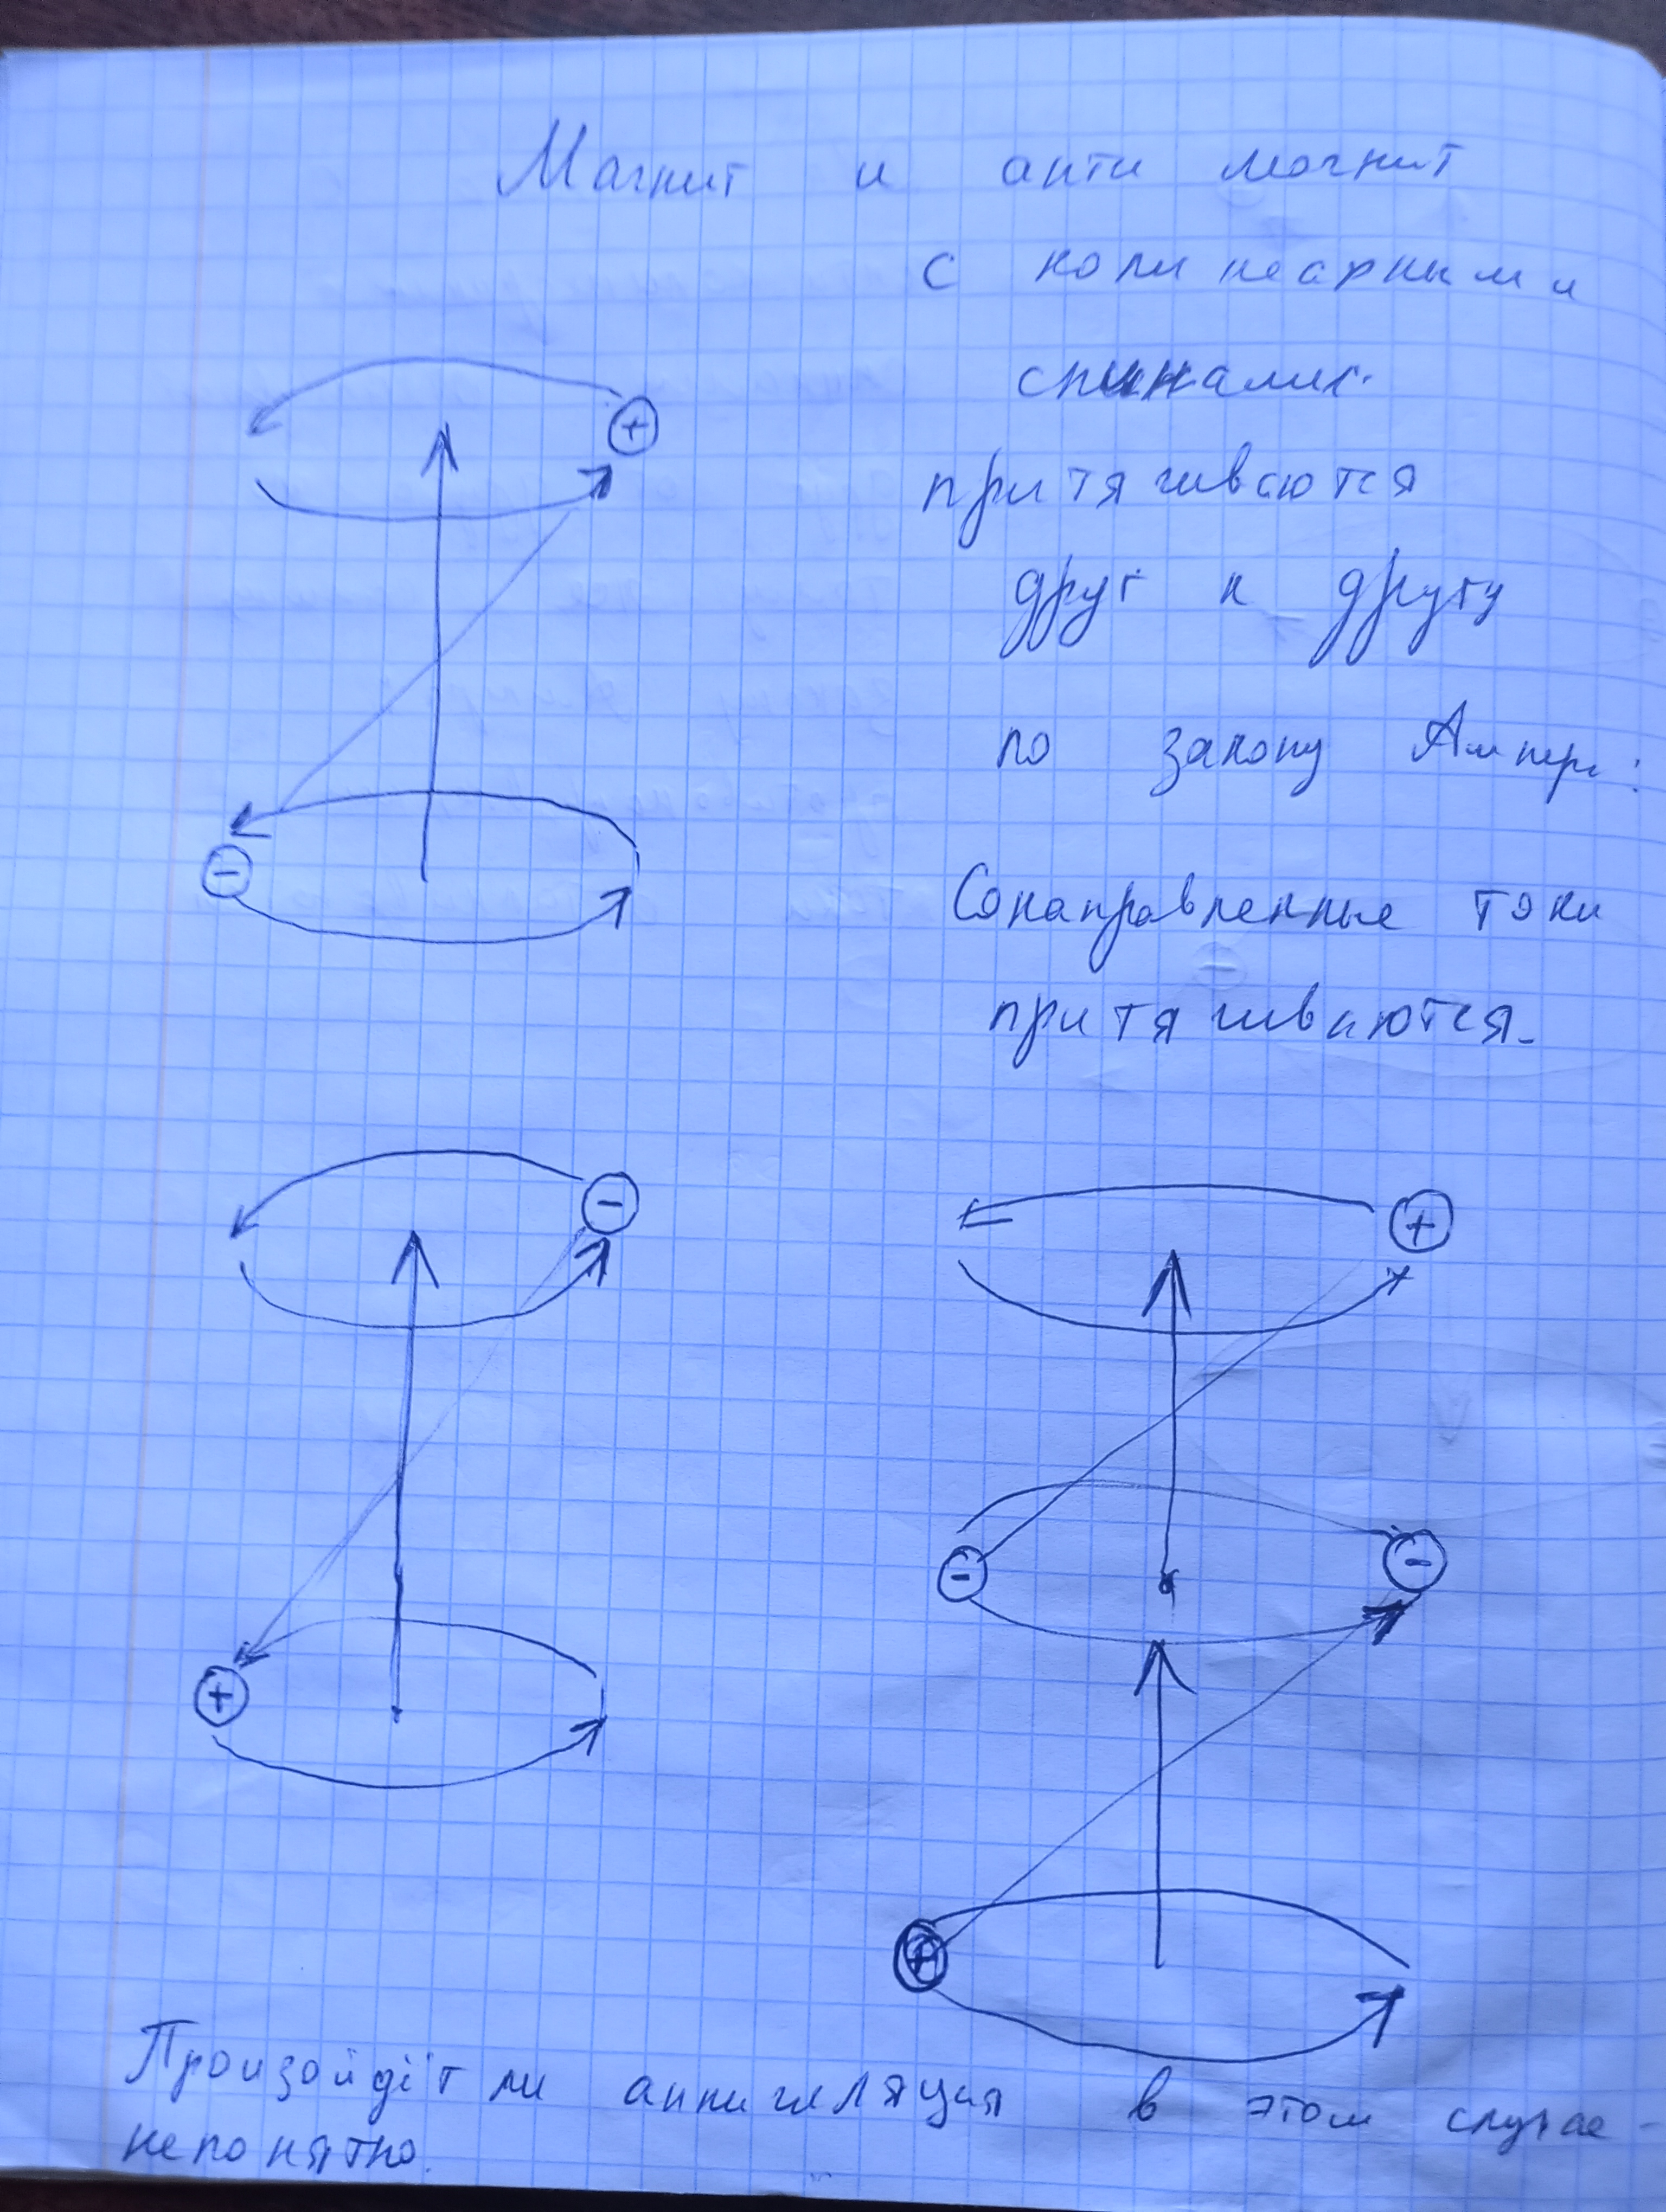 Магнит и анти магнит
с колинеарными
спинами
притягиваются
друг к другу
по закону Ампера:
Сонаправленные токи
притягиваются.
+
-
-
+
+
-
-
+
Произойдёт ли аннигиляция в этом случае -
непонятно.